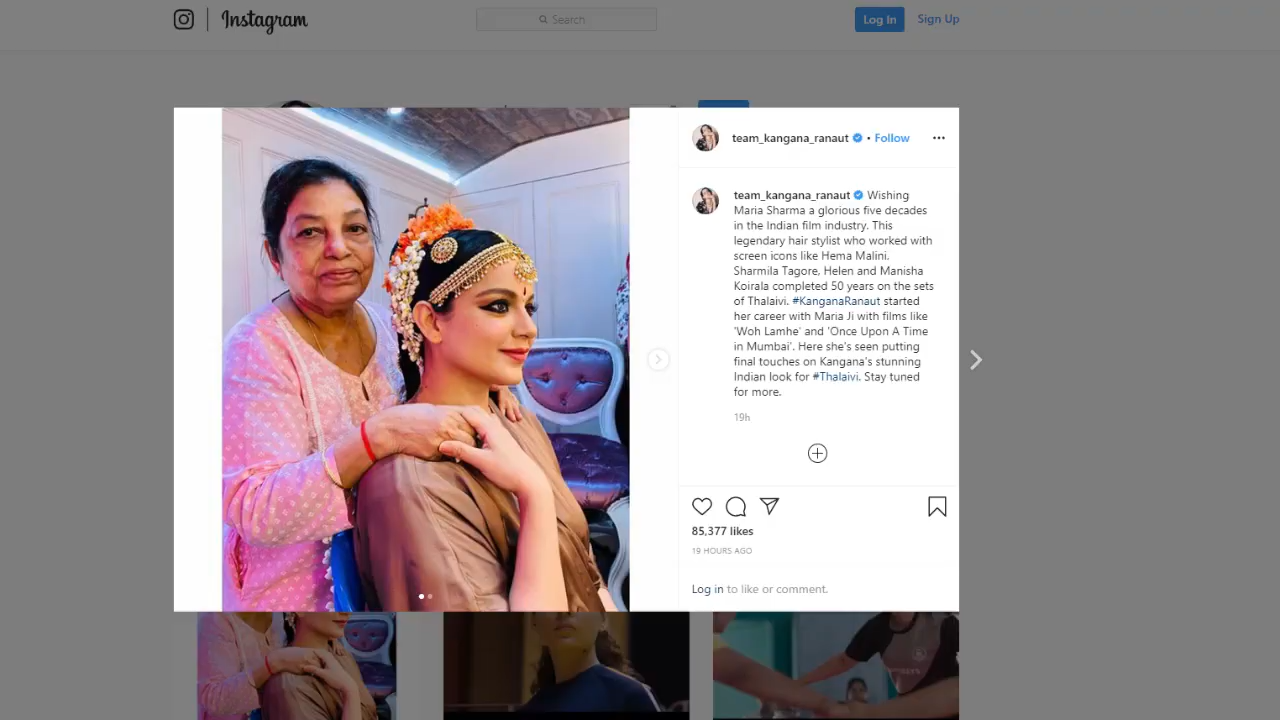 Instagram
Search
Log In
Sign Up
team_kangana_ranaut • Follow
team_kangana_ranaut Wishing
Maria Sharma a glorious five decades
in the Indian film industry. This
legendary hair stylist who worked with
screen icons like Hema Malini.
Sharmila Tagore, Helen and Manisha
Koirala completed 50 years on the sets
of Thalaivi. #KanganaRanaut started
her career with Maria Ji with films like
'Woh Lamhe' and 'Once Upon A Time
in Mumbai'. Here she's seen putting
final touches on Kangana's stunning
Indian look for #Thalaivi. Stay tuned
for more.
19h
85,377 likes
19 HOURS AGO
Log in to like or comment.